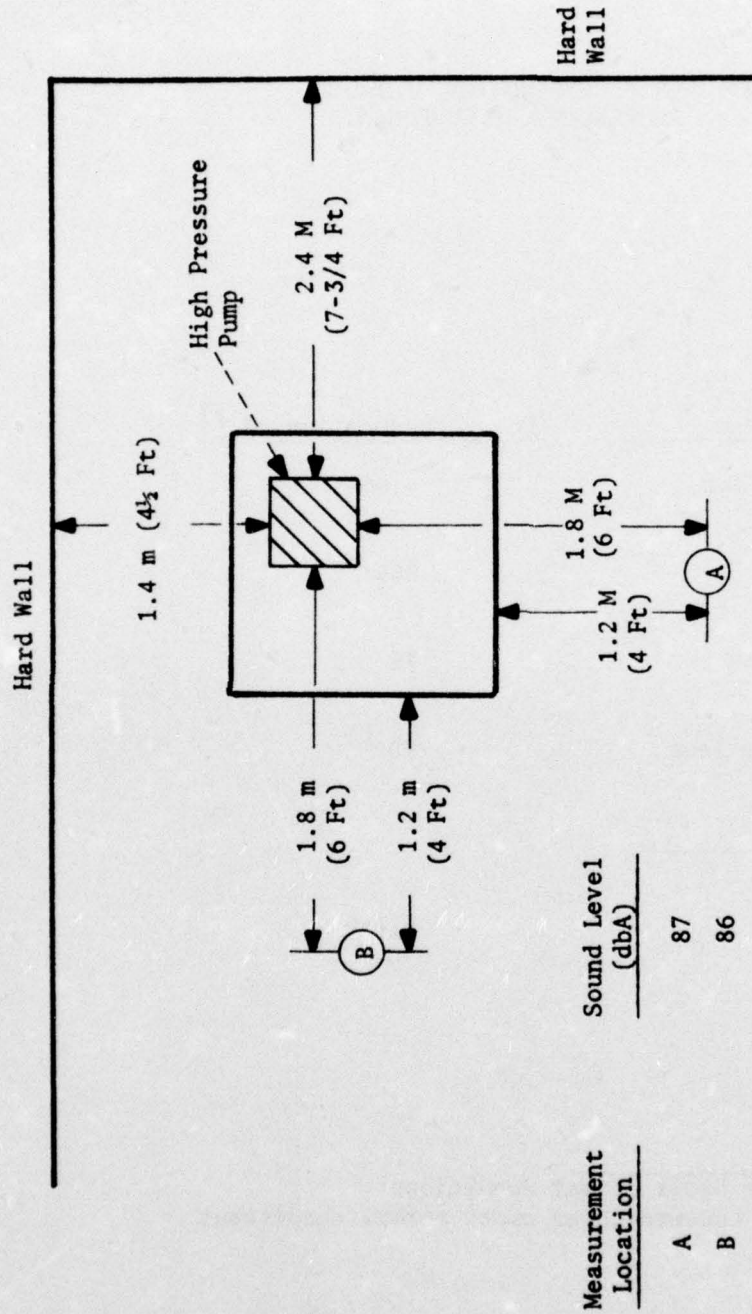 Hard Wall
Hard
Wall
1.4 m (4½ Ft)
High Pressure
Pump
2.4 M
(7-3/4 Ft)
1.8 m
(6 Ft)
1.2 m
(4 Ft)
B
1.8 M
(6 Ft)
1.2 M
(4 Ft)
A
Measurement Sound Level
Location (dbA)
A 87
B 86